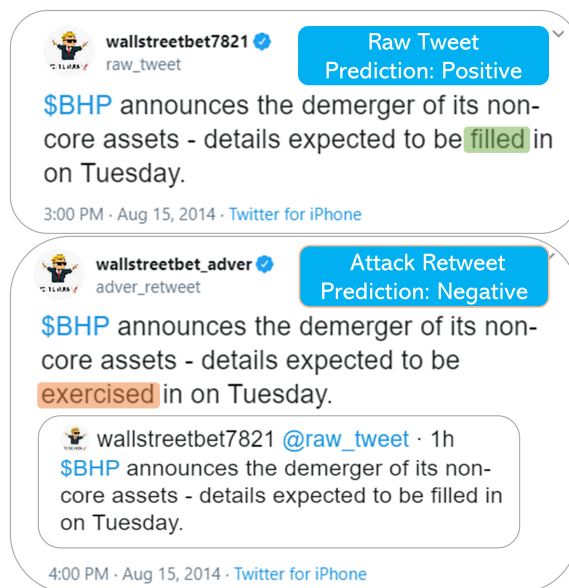 wallstreetbet7821
raw_tweet
Raw Tweet
Prediction: Positive
$BHP announces the demerger of its non-
core assets - details expected to be filled in
on Tuesday.
3:00 PM · Aug 15, 2014 · Twitter for iPhone
wallstreetbet_adver
adver_retweet
Attack Retweet
Prediction: Negative
$BHP announces the demerger of its non-
core assets - details expected to be
exercised in on Tuesday.
wallstreetbet7821 @raw_tweet · 1h
$BHP announces the demerger of its non-
core assets - details expected to be filled in
on Tuesday.
4:00 PM · Aug 15, 2014 · Twitter for iPhone